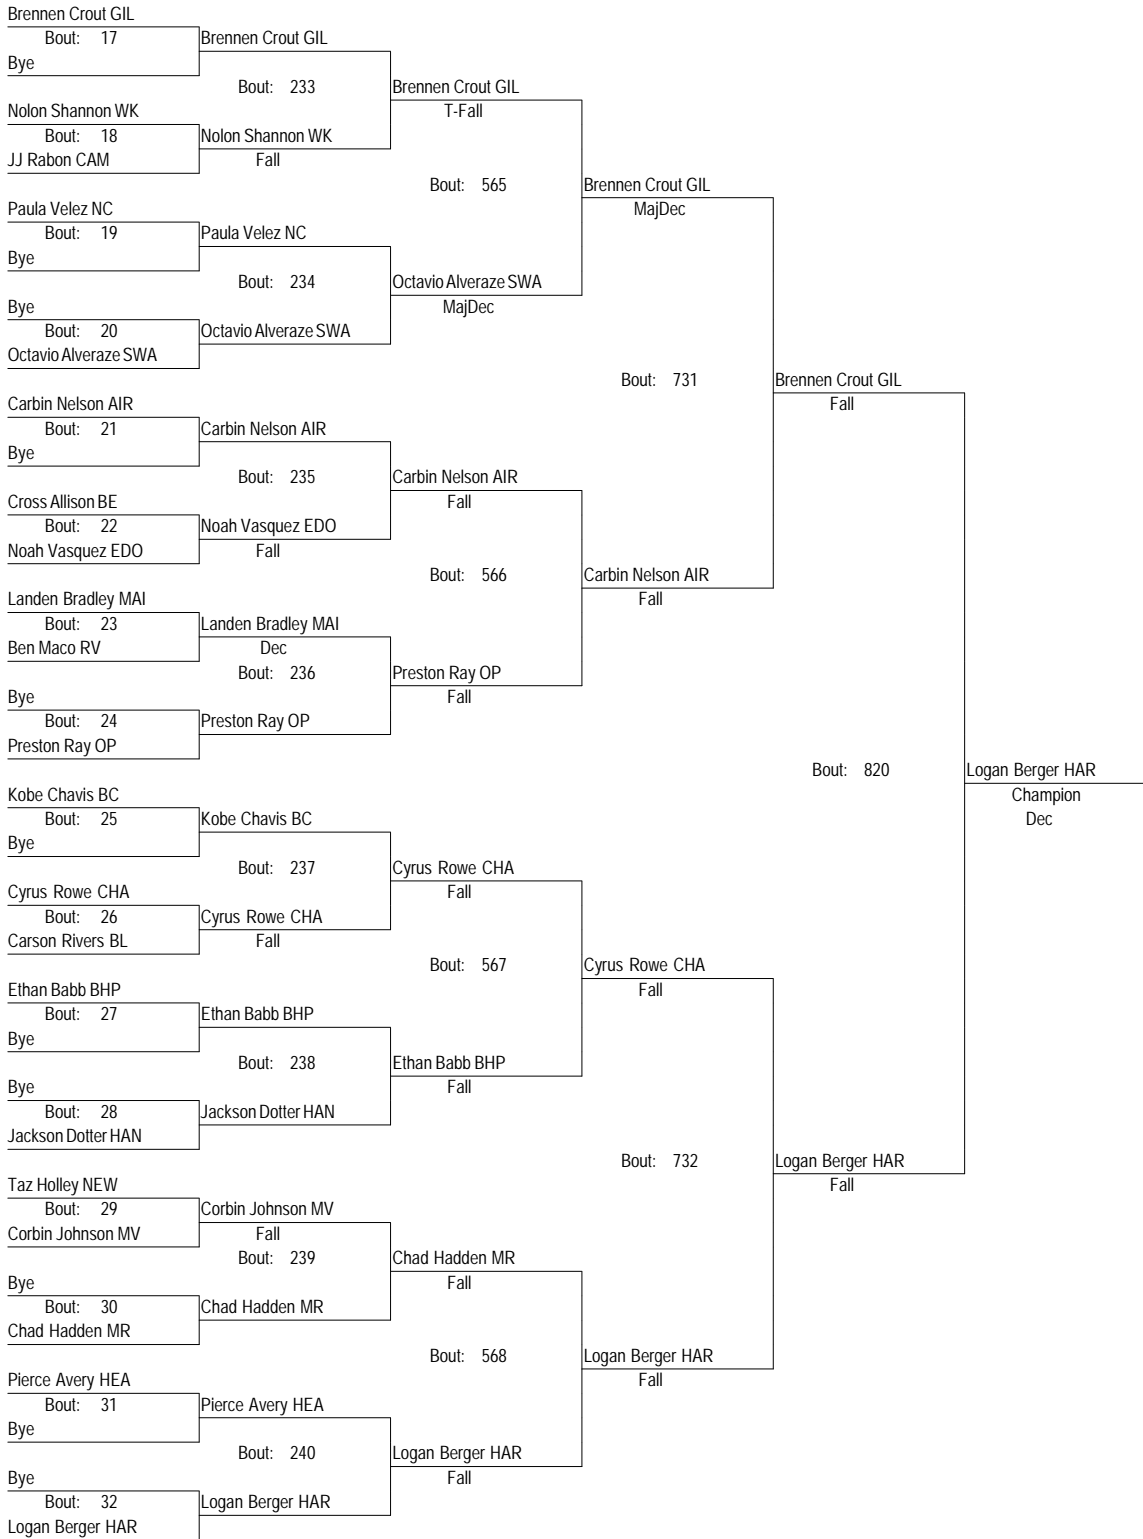 Brennen Crout GIL
Bout: 17 Brennen Crout GIL
Bye
Bout: 233 Brennen Crout GIL
Nolon Shannon WK T-Fall
Bout: 18 Nolon Shannon WK
JJ Rabon CAM Fall
Bout: 565 Brennen Crout GIL
Paula Velez NC MajDec
Bout: 19 Paula Velez NC
Bye
Bout: 234 Octavio Alveraze SWA
Bye MajDec
Bout: 20 Octavio Alveraze SWA
Octavio Alveraze SWA
Bout: 731 Brennen Crout GIL
Carbin Nelson AIR Fall
Bout: 21 Carbin Nelson AIR
Bye
Bout: 235 Carbin Nelson AIR
Cross Allison BE Fall
Bout: 22 Noah Vasquez EDO
Noah Vasquez EDO Fall
Bout: 566 Carbin Nelson AIR
Landen Bradley MAI Fall
Bout: 23 Landen Bradley MAI
Ben Maco RV Dec
Bout: 236 Preston Ray OP
Bye Fall
Bout: 24 Preston Ray OP
Preston Ray OP
Bout: 820 Logan Berger HAR
Kobe Chavis BC Champion
Bout: 25 Kobe Chavis BC Dec
Bye
Bout: 237 Cyrus Rowe CHA
Cyrus Rowe CHA Fall
Bout: 26 Cyrus Rowe CHA
Carson Rivers BL Fall
Bout: 567 Cyrus Rowe CHA
Ethan Babb BHP Fall
Bout: 27 Ethan Babb BHP
Bye
Bout: 238 Ethan Babb BHP
Bye Fall
Bout: 28 Jackson Dotter HAN
Jackson Dotter HAN
Bout: 732 Logan Berger HAR
Taz Holley NEW Fall
Bout: 29 Corbin Johnson MV
Corbin Johnson MV Fall
Bout: 239 Chad Hadden MR
Bye Fall
Bout: 30 Chad Hadden MR
Chad Hadden MR
Bout: 568 Logan Berger HAR
Pierce Avery HEA Fall
Bout: 31 Pierce Avery HEA
Bye
Bout: 240 Logan Berger HAR
Bye Fall
Bout: 32 Logan Berger HAR
Logan Berger HAR